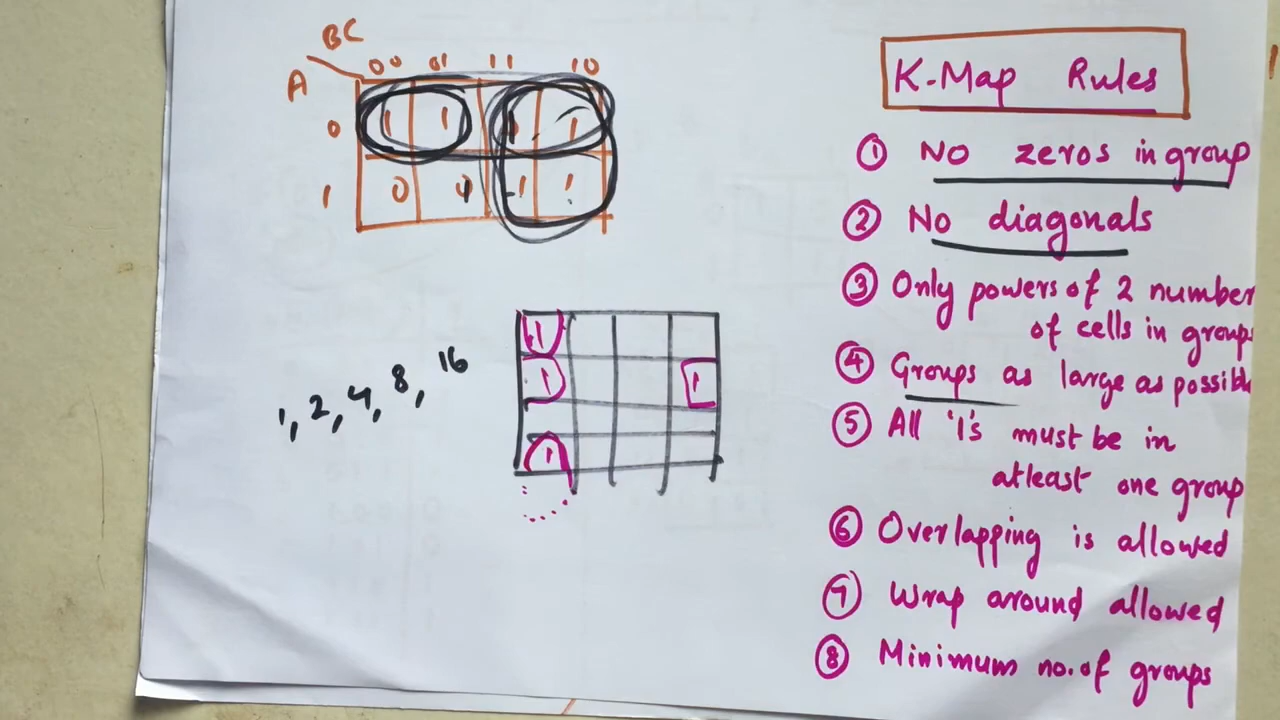 BC
A
00 01 11 10
0 1 1 1 1
1 0 1 1
1, 2, 4, 8, 16
1
1 1
1
K-Map Rules
① No zeros in group
② No diagonals
③ Only powers of 2 number
of cells in groups
④ Groups as large as possible
⑤ All '1's must be in
atleast one group
⑥ Overlapping is allowed
⑦ Wrap around allowed
⑧ Minimum no. of groups